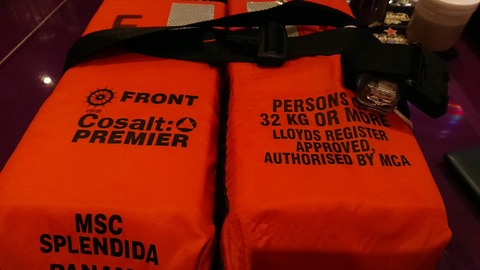 FRONT
Cosalt:
PREMIER
MSC
SPLENDIDA
PERSONS
32 KG OR MORE
LLOYDS REGISTER
APPROVED,
AUTHORISED BY MCA